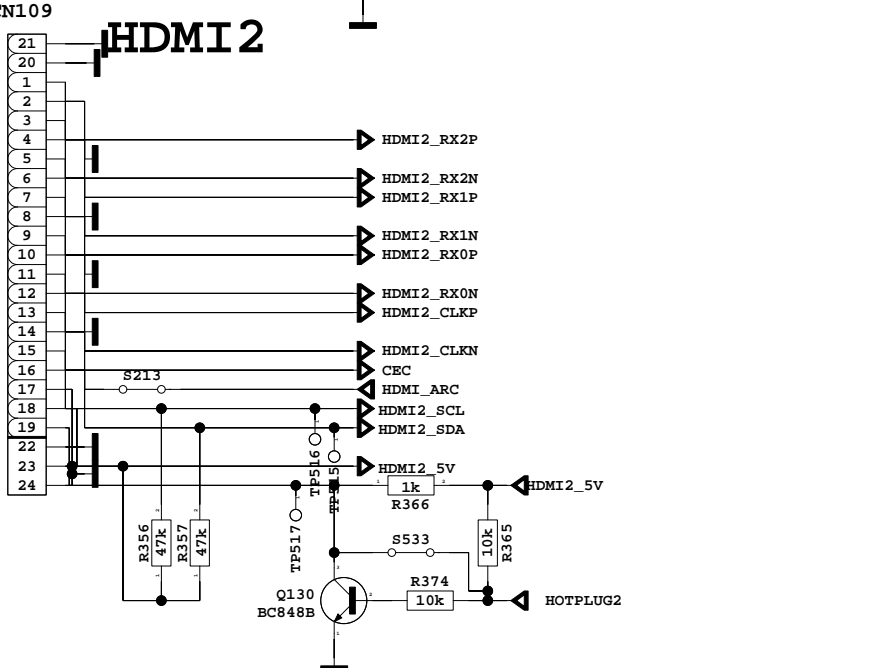 N109
HDMI2
21
20
1
2
3
4 HDMI2_RX2P
5
6 HDMI2_RX2N
7 HDMI2_RX1P
8
9 HDMI2_RX1N
10 HDMI2_RX0P
11
12 HDMI2_RX0N
13 HDMI2_CLKP
14
15 HDMI2_CLKN
16 CEC
S213
17 HDMI_ARC
18 HDMI2_SCL
19 HDMI2_SDA
22
23 HDMI2_5V
24
TP516
1k
R366
HDMI2_5V
R356
47k
R357
47k
TP517
S533
10k
R365
Q130
BC848B
R374
10k
HOTPLUG2